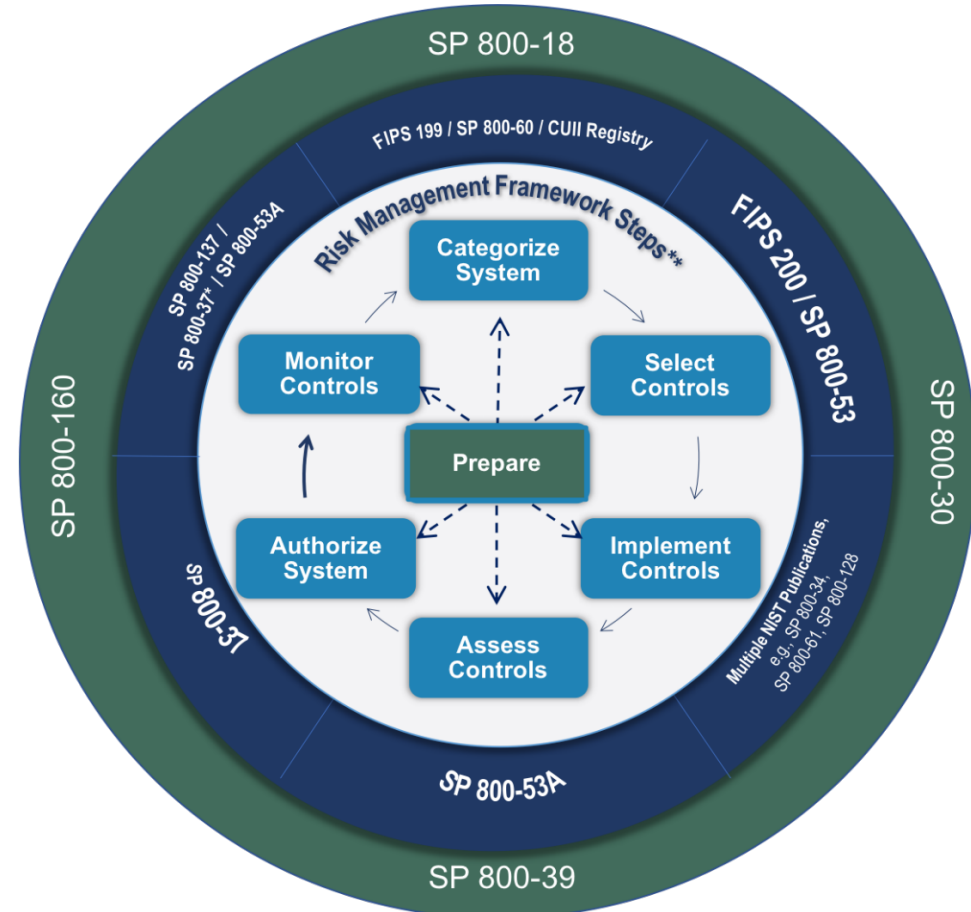 SP 800-18
FIPS 199 / SP 800-60 / CUII Registry
FIPS 200 / SP 800-53
SP 800-30
Multiple NIST Publications,
e.g., SP 800-34,
SP 800-61, SP 800-128
SP 800-53A
SP 800-39
SP 800-37
SP 800-160
SP 800-137 /
SP 800-37* / SP 800-53A
Risk Management Framework Steps**
Categorize
System
Select
Controls
Implement
Controls
Assess
Controls
Authorize
System
Monitor
Controls
Prepare